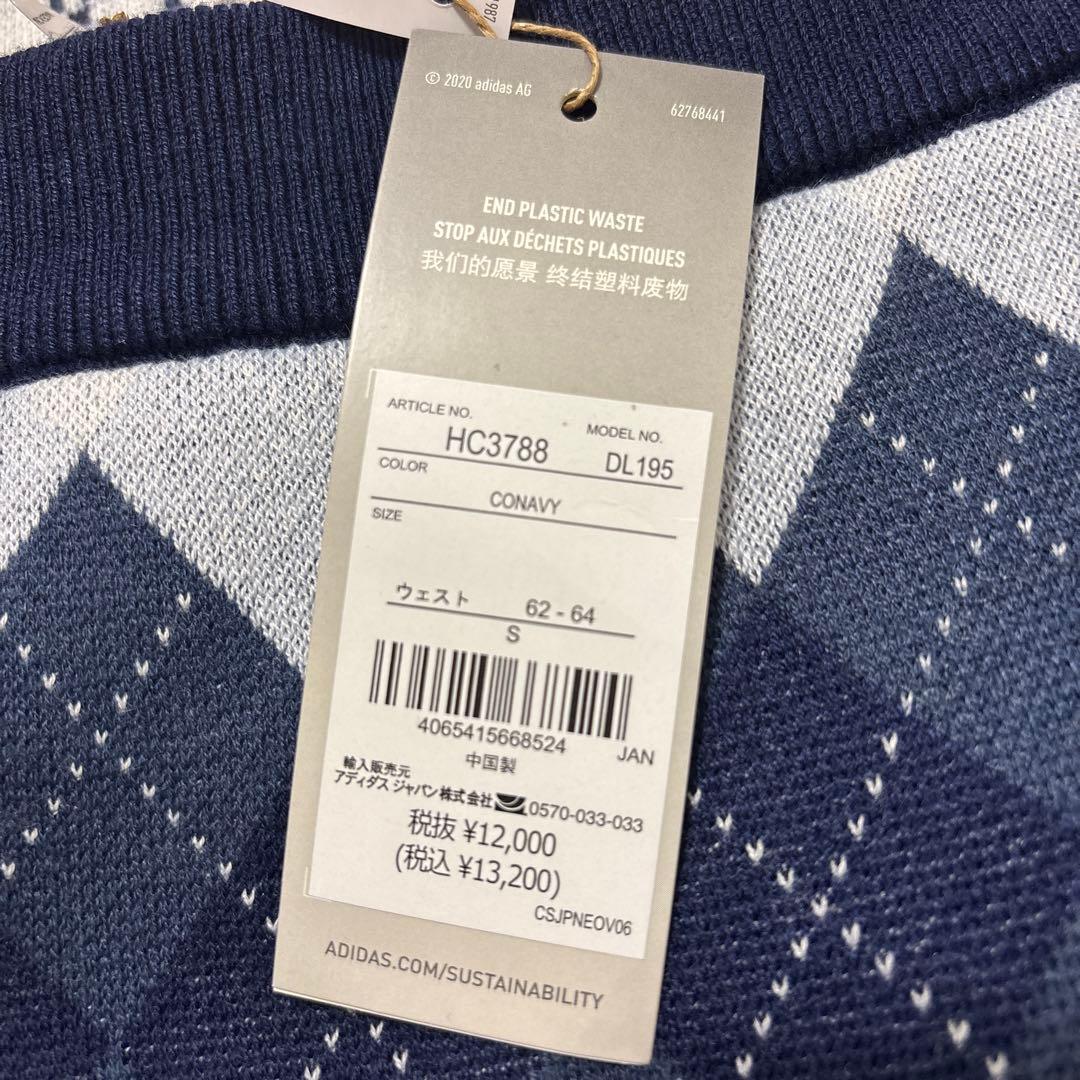 1987
© 2020 adidas AG
62768441
END PLASTIC WASTE
STOP AUX DÉCHETS PLASTIQUES
我们的愿景 终结塑料废物
ARTICLE NO.
HC3788
MODEL NO.
DL195
COLOR
CONAVY
SIZE
ウェスト 62 - 64
S
4065415668524
JAN
中国製
輸入販売元
アディダス ジャパン 株式会社 0570-033-033
税抜 ¥12,000
(税込 ¥13,200)
CSJPNEOV06
ADIDAS.COM/SUSTAINABILITY